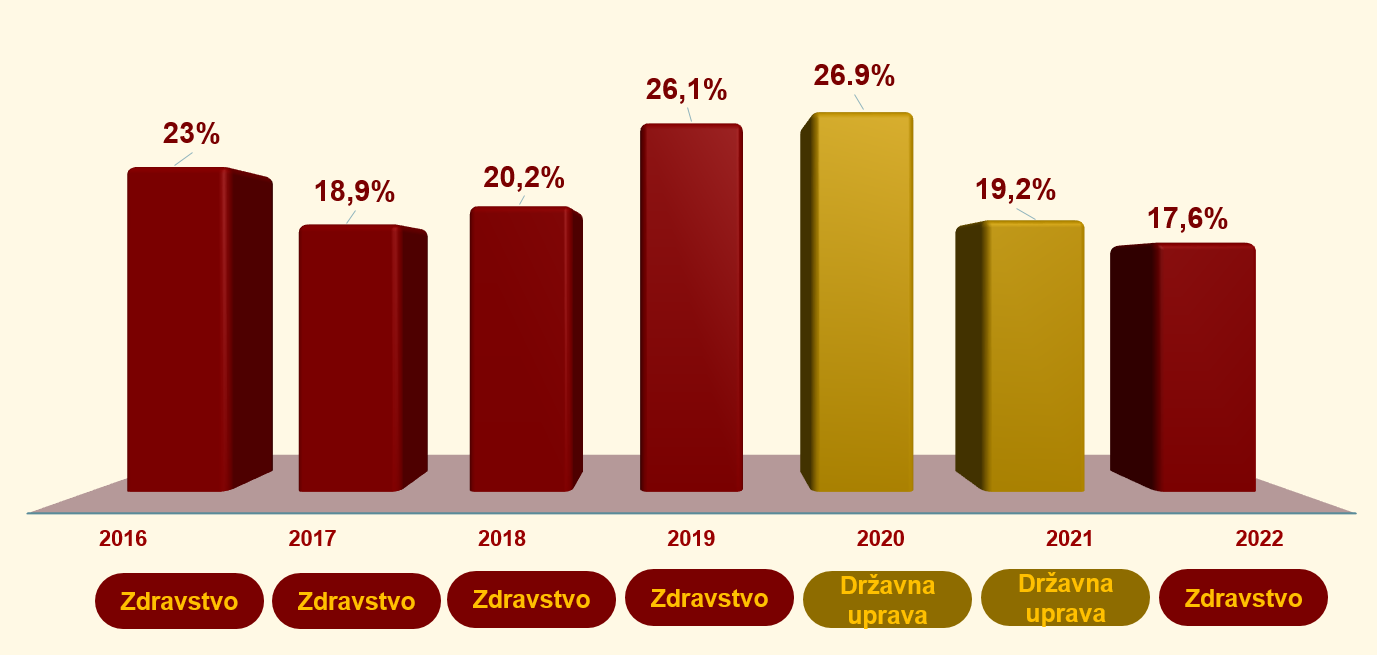 23%
18,9%
20,2%
26,1%
26.9%
19,2%
17,6%
2016
2017
2018
2019
2020
2021
2022
Zdravstvo
Zdravstvo
Zdravstvo
Zdravstvo
Državna
uprava
Državna
uprava
Zdravstvo